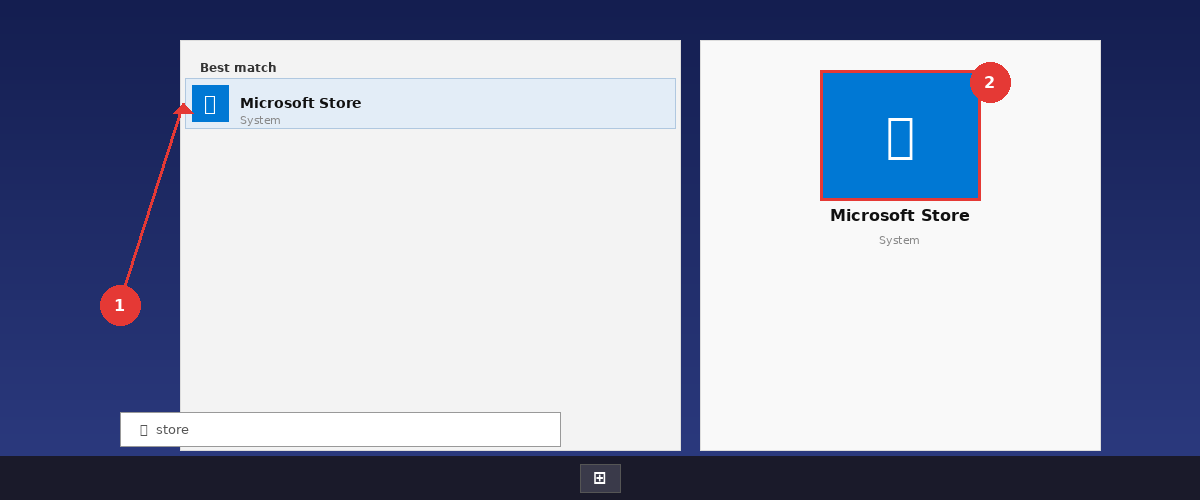 Best match
Microsoft Store
System
1
store
2
Microsoft Store
System